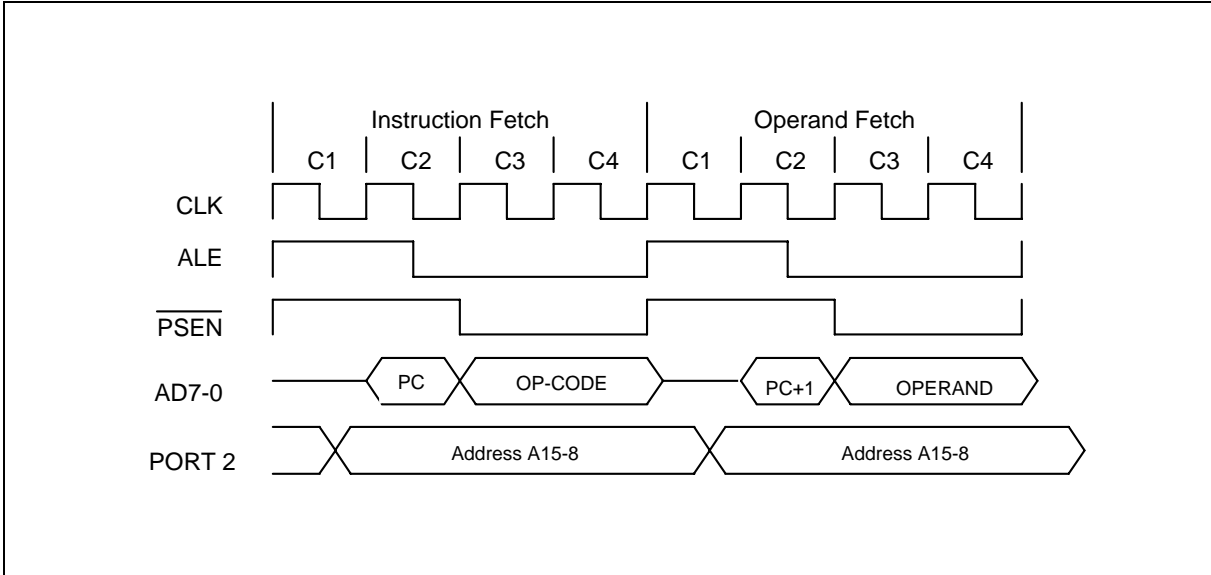 Instruction Fetch Operand Fetch
C1 C2 C3 C4 C1 C2 C3 C4
CLK
ALE
PSEN
AD7-0 PC OP-CODE PC+1 OPERAND
PORT 2 Address A15-8 Address A15-8